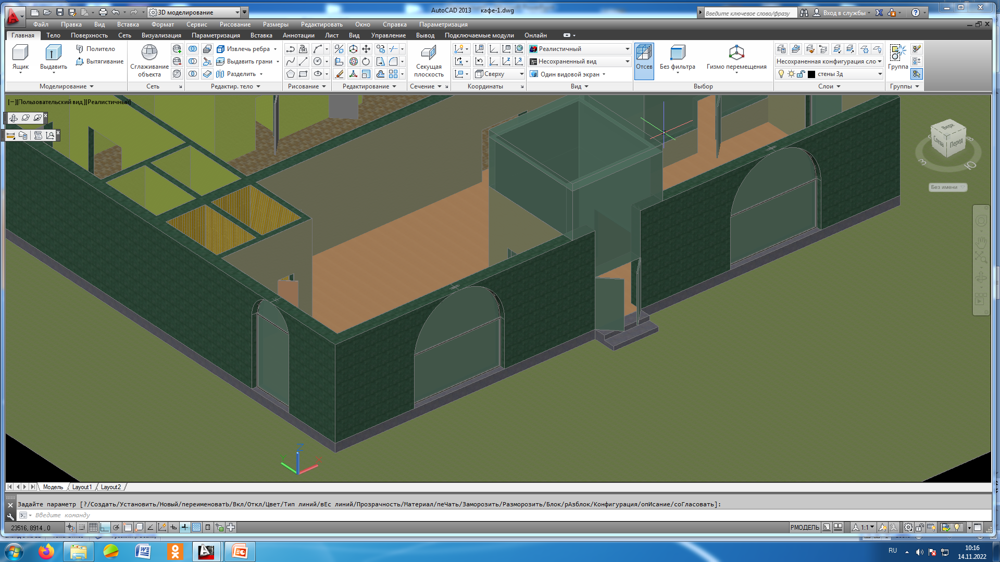 3D моделирование
AutoCAD 2013 кафе-1.dwg
Введите ключевое слово/фразу
Вход в службы
Файл Правка Вид Вставка Формат Сервис Рисование Размеры Редактировать Окно Справка Параметризация
Главная Тело Поверхность Сеть Визуализация Параметризация Вставка Аннотации Лист Вид Управление Вывод Подключаемые модули Онлайн
Ящик
Выдавить
Политело
Вытягивание
Сглаживание объекта
Извлечь ребра
Выдавить грани
Разделить
Секущая плоскость
Сверху
Реалистичный
Несохраненный вид
Один видовой экран
Отсев
Без фильтра
Гизмо перемещения
Несохраненная конфигурация сло
стены 3д
Группа
Моделирование Сеть Редактир. тело Рисование Редактирование Сечение Координаты Вид Выбор Слои Группы
[−][Пользовательский вид][Реалистичный]
Верх
Слева
Перед
З
Ю
В
Без имени
Z
Модель Layout1 Layout2
Задайте параметр [?/Создать/Установить/Новый/переименоватЬ/Вкл/Откл/Цвет/Тип линий/вЕс линий/Прозрачность/Материал/пеЧать/Заморозить/Разморозить/Блок/рАзблок/Конфигурация/опИсание/соГласовать]:
Введите команду
23516, 8914 , 0
РМОДЕЛЬ
1:1
RU
10:16
14.11.2022